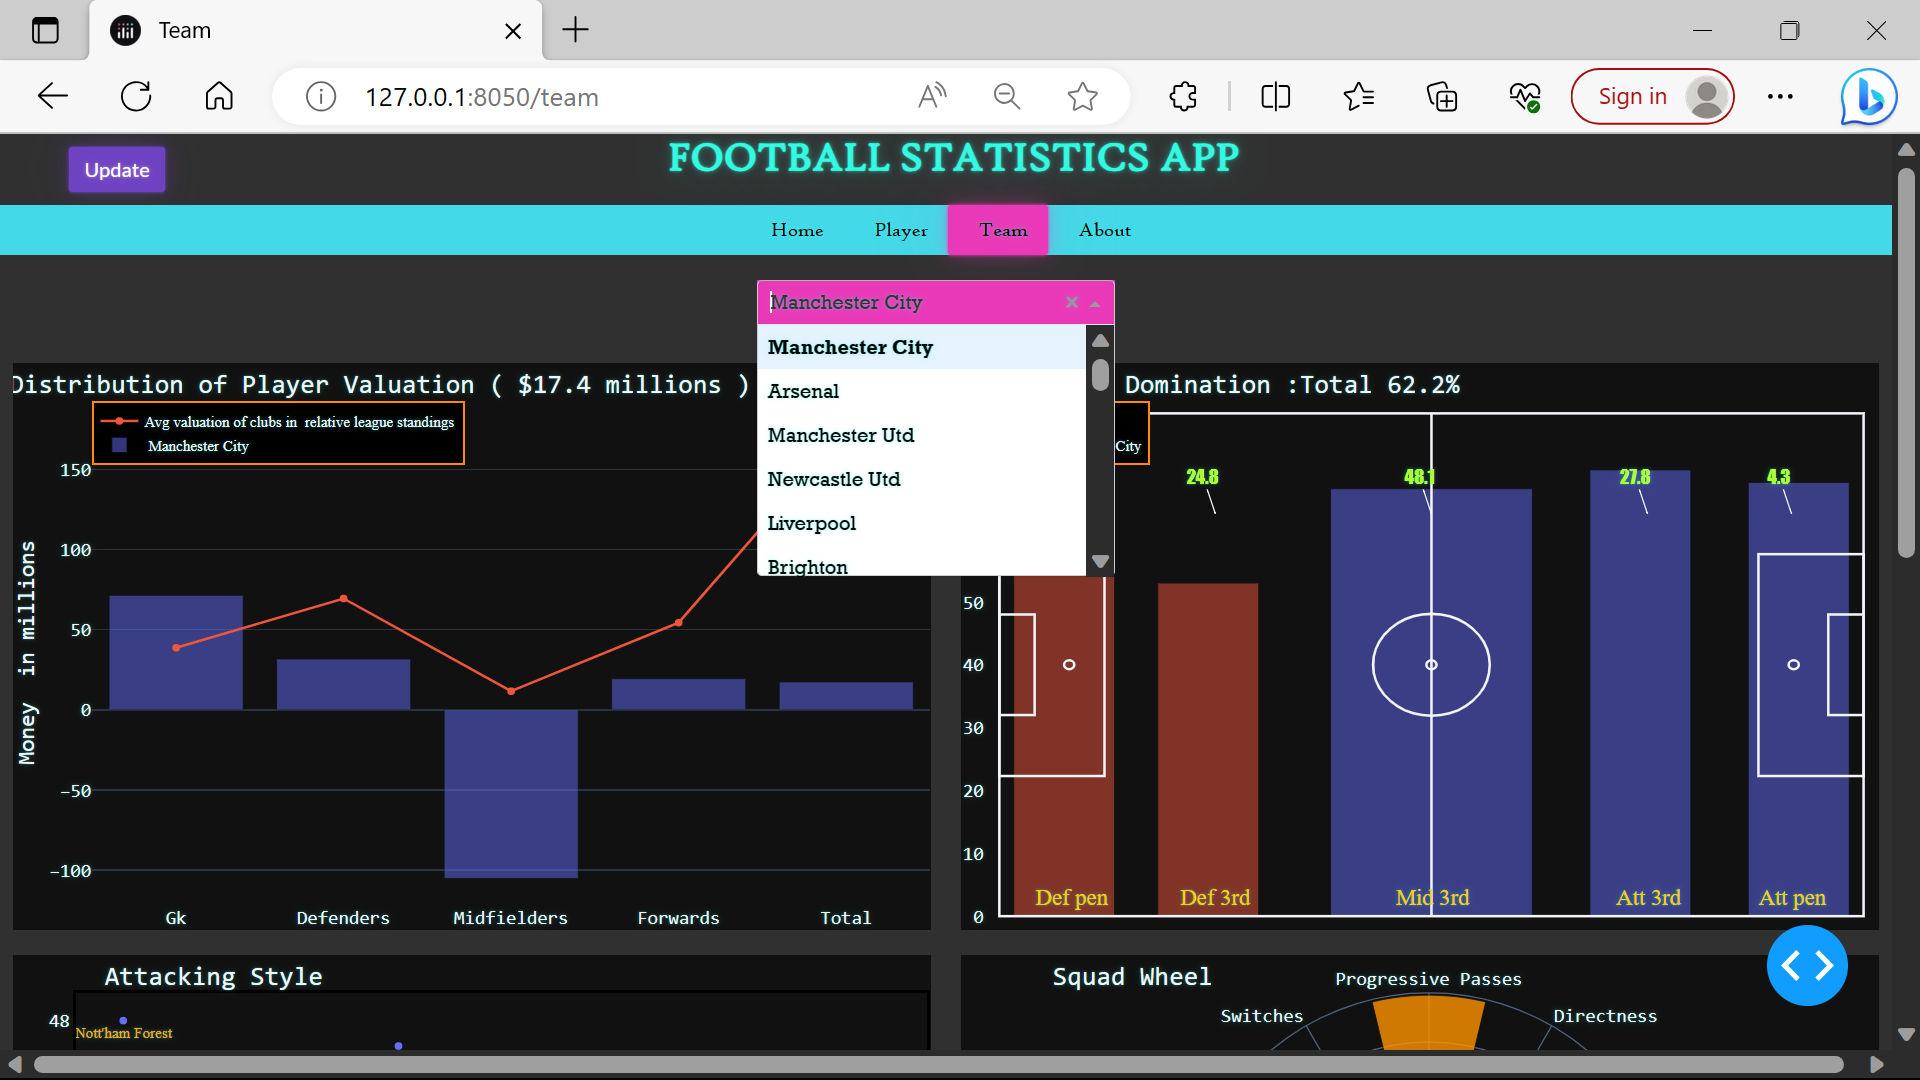 Team
127.0.0.1:8050/team
Sign in
Update
FOOTBALL STATISTICS APP
Home Player Team About
Manchester City
Manchester City
Arsenal
Manchester Utd
Newcastle Utd
Liverpool
Brighton
Distribution of Player Valuation ( $17.4 millions )
Avg valuation of clubs in relative league standings
Manchester City
150
100
50
0
−50
−100
Money in millions
Gk Defenders Midfielders Forwards Total
Domination :Total 62.2%
City
24.8 48.1 27.8 4.3
50
40
30
20
10
0
Def pen Def 3rd Mid 3rd Att 3rd Att pen
Attacking Style
48
Nott'ham Forest
Squad Wheel
Progressive Passes
Switches
Directness